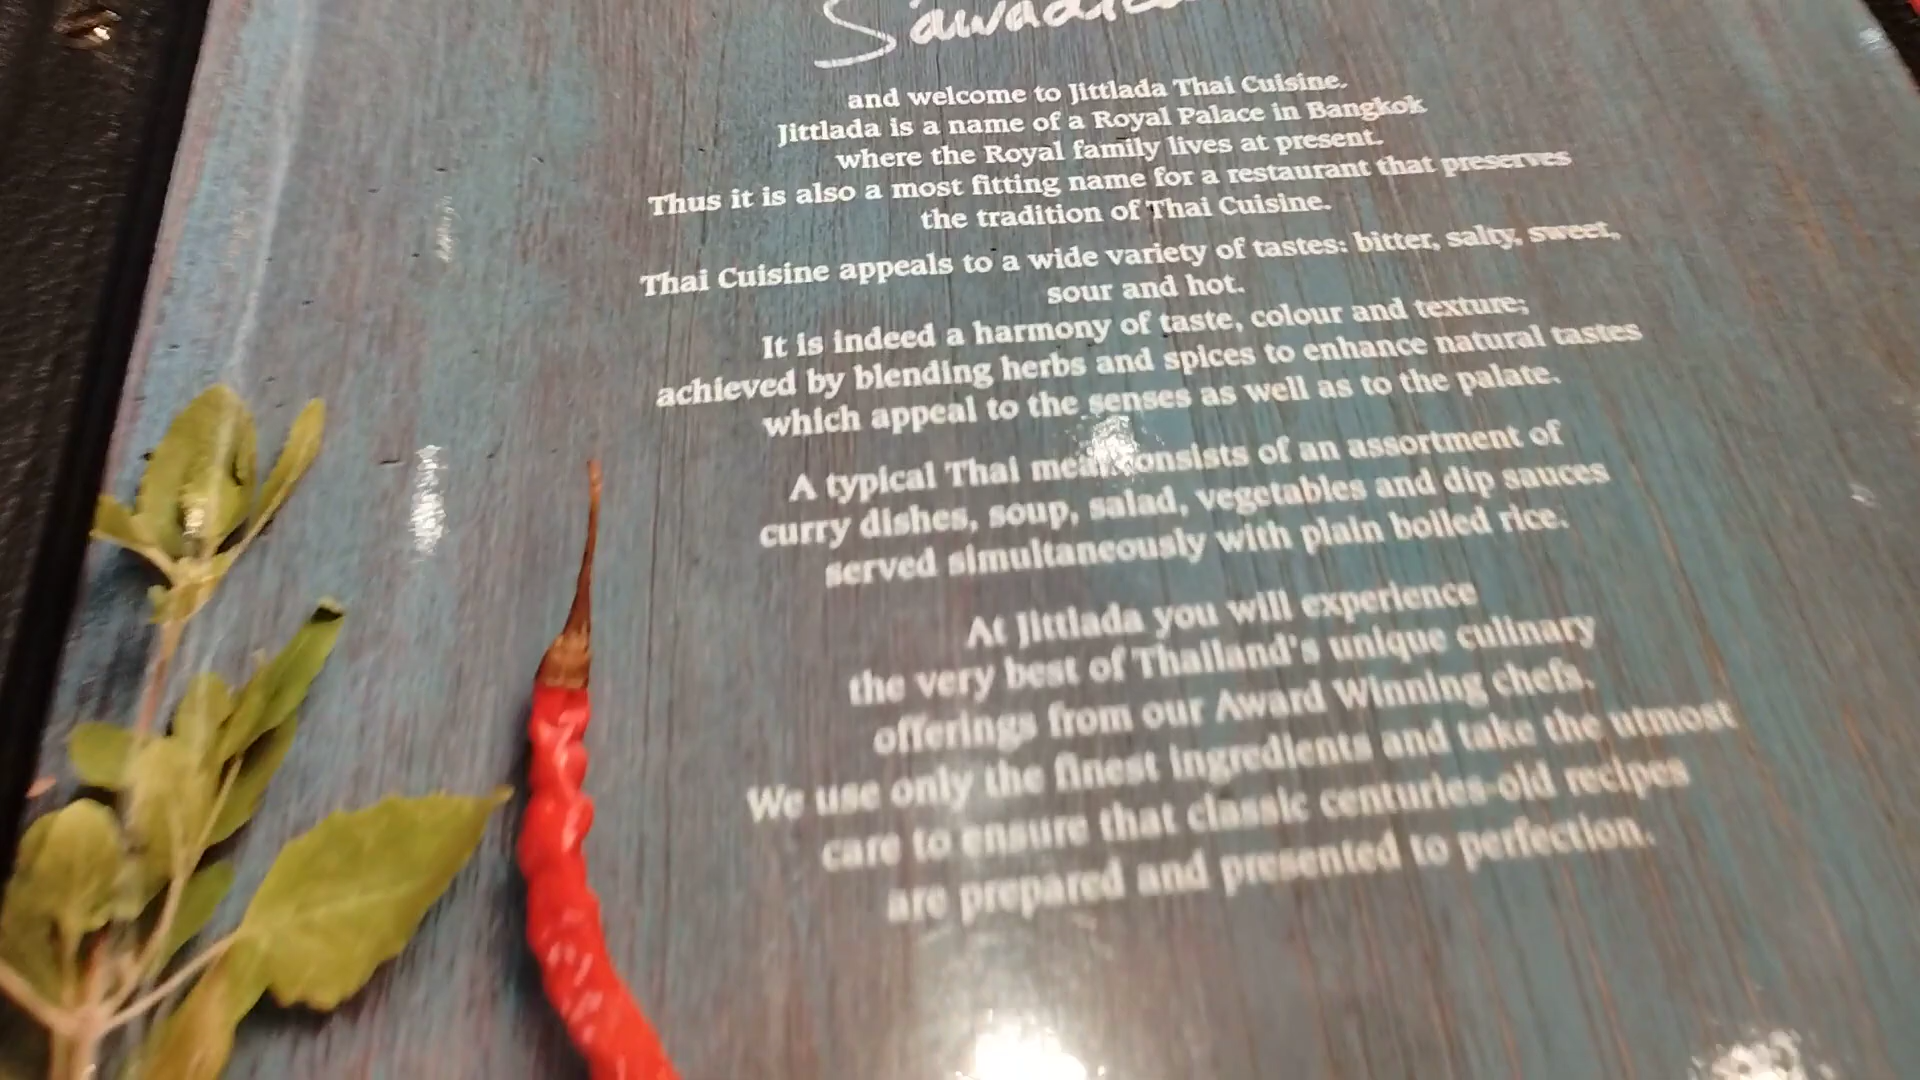 and welcome to Jittlada Thai Cuisine.
Jittlada is a name of a Royal Palace in Bangkok
where the Royal family lives at present.
Thus it is also a most fitting name for a restaurant that preserves
the tradition of Thai Cuisine.
Thai Cuisine appeals to a wide variety of tastes: bitter, salty, sweet,
sour and hot.
It is indeed a harmony of taste, colour and texture;
achieved by blending herbs and spices to enhance natural tastes
which appeal to the senses as well as to the palate.
A typical Thai meal consists of an assortment of
curry dishes, soup, salad, vegetables and dip sauces
served simultaneously with plain boiled rice.
At Jittlada you will experience
the very best of Thailand's unique culinary
offerings from our Award Winning chefs.
We use only the finest ingredients and take the utmost
care to ensure that classic centuries-old recipes
are prepared and presented to perfection.